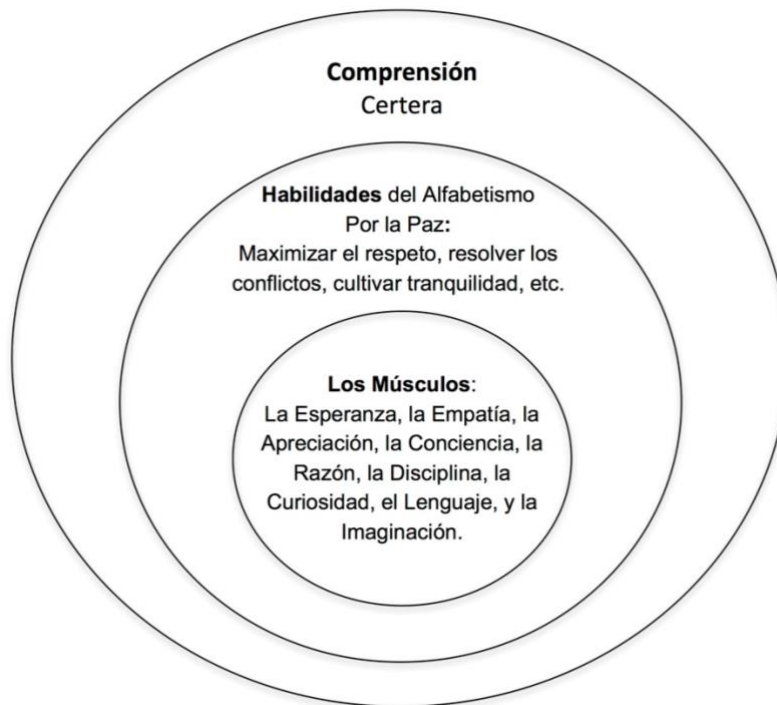 Comprensión
Certera
Habilidades del Alfabetismo
Por la Paz:
Maximizar el respeto, resolver los
conflictos, cultivar tranquilidad, etc.
Los Músculos:
La Esperanza, la Empatía, la
Apreciación, la Conciencia, la
Razón, la Disciplina, la
Curiosidad, el Lenguaje, y la
Imaginación.